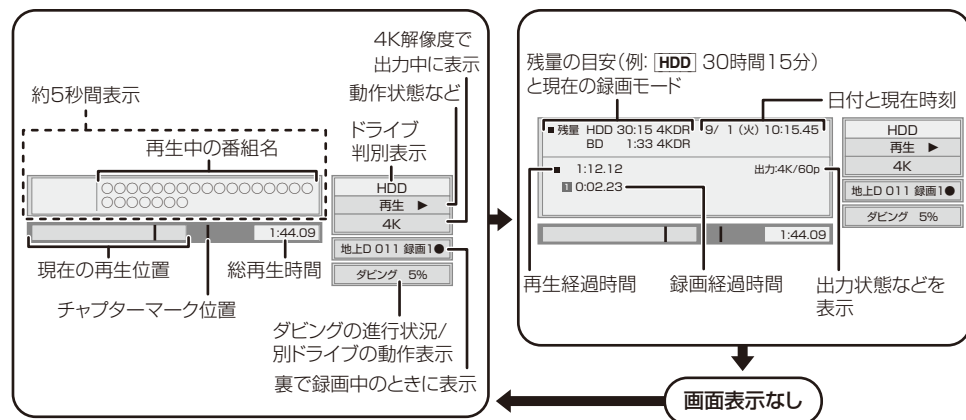 4K解像度で
出力中に表示
動作状態など
ドライブ
判別表示
約5秒間表示
再生中の番組名
○○○○○○○○○○○○○○○○○
○○○○○○○
HDD
再生 ▶
4K
地上D 011 録画1●
ダビング 5%
1:44.09
現在の再生位置
総再生時間
チャプターマーク位置
ダビングの進行状況/
別ドライブの動作表示
裏で録画中のときに表示
残量の目安(例: HDD 30時間15分)
と現在の録画モード
日付と現在時刻
■ 残量 HDD 30:15 4KDR 9/ 1 (火) 10:15.45
BD 1:33 4KDR
■ 1:12.12 出力:4K/60p
1 0:02.23
HDD
再生 ▶
4K
地上D 011 録画1●
ダビング 5%
1:44.09
再生経過時間
録画経過時間
出力状態などを
表示
画面表示なし